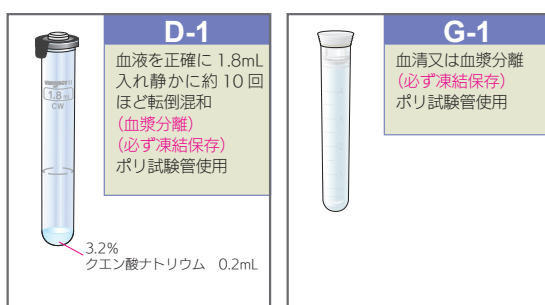 D-1
血液を正確に 1.8mL
入れ静かに約 10 回
ほど転倒混和
(血漿分離)
(必ず凍結保存)
ポリ試験管使用
1.8
CW
3.2%
クエン酸ナトリウム 0.2mL
G-1
血清又は血漿分離
(必ず凍結保存)
ポリ試験管使用